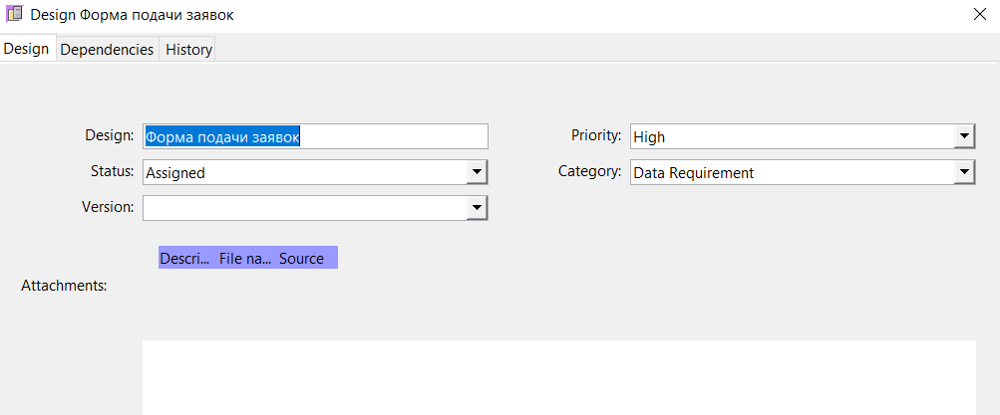 Design Форма подачи заявок
Design Dependencies History
Design: Форма подачи заявок Priority: High
Status: Assigned Category: Data Requirement
Version:
Descri... File na... Source
Attachments: